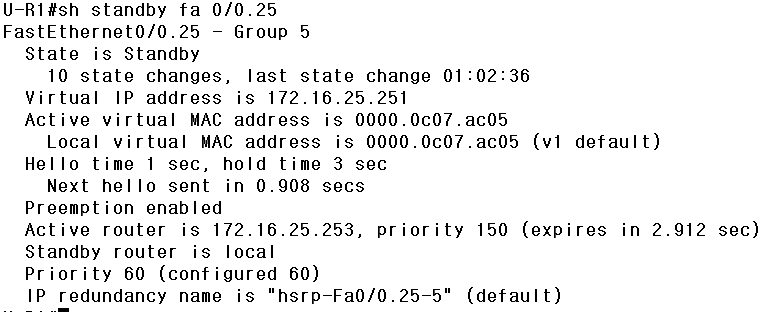 U-R1#sh standby fa 0/0.25
FastEthernet0/0.25 - Group 5
State is Standby
10 state changes, last state change 01:02:36
Virtual IP address is 172.16.25.251
Active virtual MAC address is 0000.0c07.ac05
Local virtual MAC address is 0000.0c07.ac05 (v1 default)
Hello time 1 sec, hold time 3 sec
Next hello sent in 0.908 secs
Preemption enabled
Active router is 172.16.25.253, priority 150 (expires in 2.912 sec)
Standby router is local
Priority 60 (configured 60)
IP redundancy name is "hsrp-Fa0/0.25-5" (default)